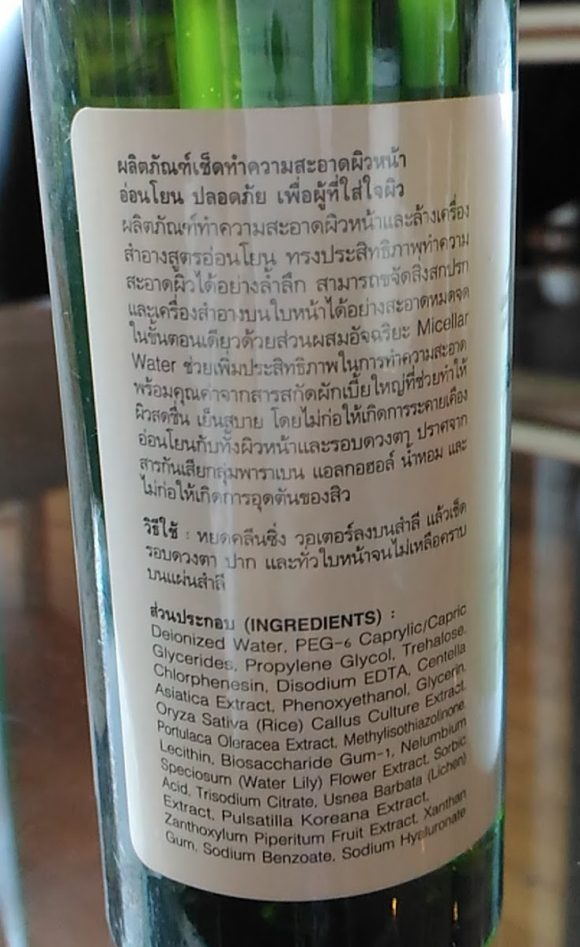 ผลิตภัณฑ์เช็ดทำความสะอาดผิวหน้า
อ่อนโยน ปลอดภัย เพื่อผู้ที่ใส่ใจผิว
ผลิตภัณฑ์ทำความสะอาดผิวหน้าและล้างเครื่อง
สำอางสูตรอ่อนโยน ทรงประสิทธิภาพทำความ
สะอาดผิวได้อย่างล้ำลึก สามารถขจัดสิ่งสกปรก
และเครื่องสำอางบนใบหน้าได้อย่างสะอาดหมดจด
ในขั้นตอนเดียวด้วยส่วนผสมอัจฉริยะ Micellar
Water ช่วยเพิ่มประสิทธิภาพในการทำความสะอาด
พร้อมคุณค่าจากสารสกัดผักเบี้ยใหญ่ที่ช่วยทำให้
ผิวสดชื่น เย็นสบาย โดยไม่ก่อให้เกิดการระคายเคือง
อ่อนโยนกับทั้งผิวหน้าและรอบดวงตา ปราศจาก
สารกันเสียกลุ่มพาราเบน แอลกอฮอล์ น้ำหอม และ
ไม่ก่อให้เกิดการอุดตันของสิว
วิธีใช้ : หยดคลีนซิ่ง วอเตอร์ลงบนสำลี แล้วเช็ด
รอบดวงตา ปาก และทั่วใบหน้าจนไม่เหลือคราบ
บนแผ่นสำลี
ส่วนประกอบ (INGREDIENTS) :
Deionized Water, PEG-6 Caprylic/Capric
Glycerides, Propylene Glycol, Trehalose,
Chlorphenesin, Disodium EDTA, Centella
Asiatica Extract, Phenoxyethanol, Glycerin,
Oryza Sativa (Rice) Callus Culture Extract,
Portulaca Oleracea Extract, Methylisothiazolinone,
Lecithin, Biosaccharide Gum-1, Nelumbium
Speciosum (Water Lily) Flower Extract, Sorbic
Acid, Trisodium Citrate, Usnea Barbata (Lichen)
Extract, Pulsatilla Koreana Extract,
Zanthoxylum Piperitum Fruit Extract, Xanthan
Gum, Sodium Benzoate, Sodium Hyaluronate